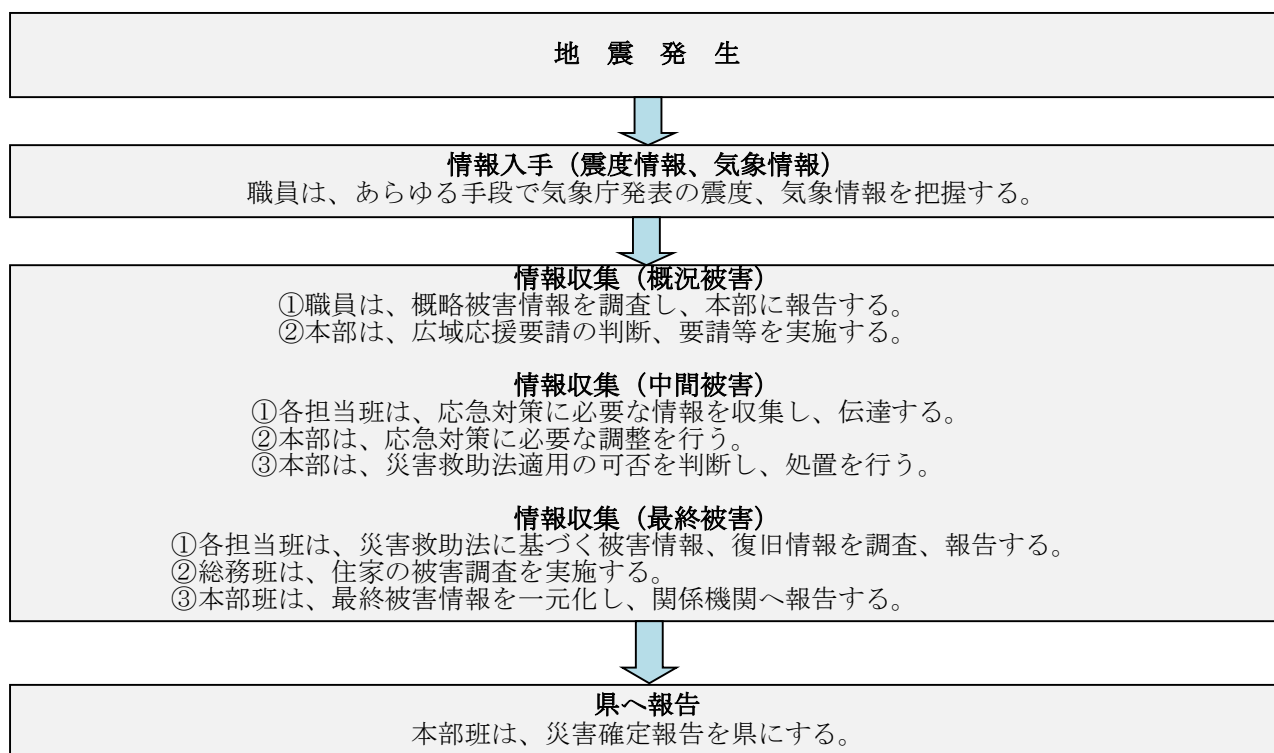 地 震 発 生
情報入手（震度情報、気象情報）
職員は、あらゆる手段で気象庁発表の震度、気象情報を把握する。
情報収集（概況被害）
①職員は、概略被害情報を調査し、本部に報告する。
②本部は、広域応援要請の判断、要請等を実施する。
情報収集（中間被害）
①各担当班は、応急対策に必要な情報を収集し、伝達する。
②本部は、応急対策に必要な調整を行う。
③本部は、災害救助法適用の可否を判断し、処置を行う。
情報収集（最終被害）
①各担当班は、災害救助法に基づく被害情報、復旧情報を調査、報告する。
②総務班は、住家の被害調査を実施する。
③本部班は、最終被害情報を一元化し、関係機関へ報告する。
県へ報告
本部班は、災害確定報告を県にする。